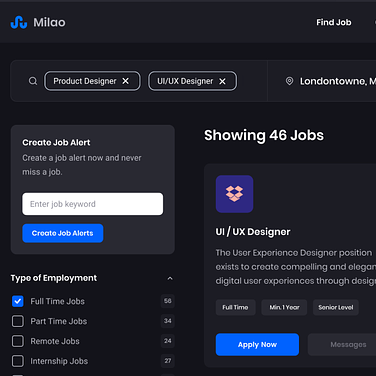 Milao
Find Job
Product Designer
UI/UX Designer
Londontowne, M
Create Job Alert
Create a job alert now and never
miss a job.
Enter job keyword
Create Job Alerts
Type of Employment
Full Time Jobs 56
Part Time Jobs 34
Remote Jobs 24
Internship Jobs 27
Showing 46 Jobs
UI / UX Designer
The User Experience Designer position
exists to create compelling and elegan
digital user experiences through design
Full Time Min. 1 Year Senior Level
Apply Now Messages